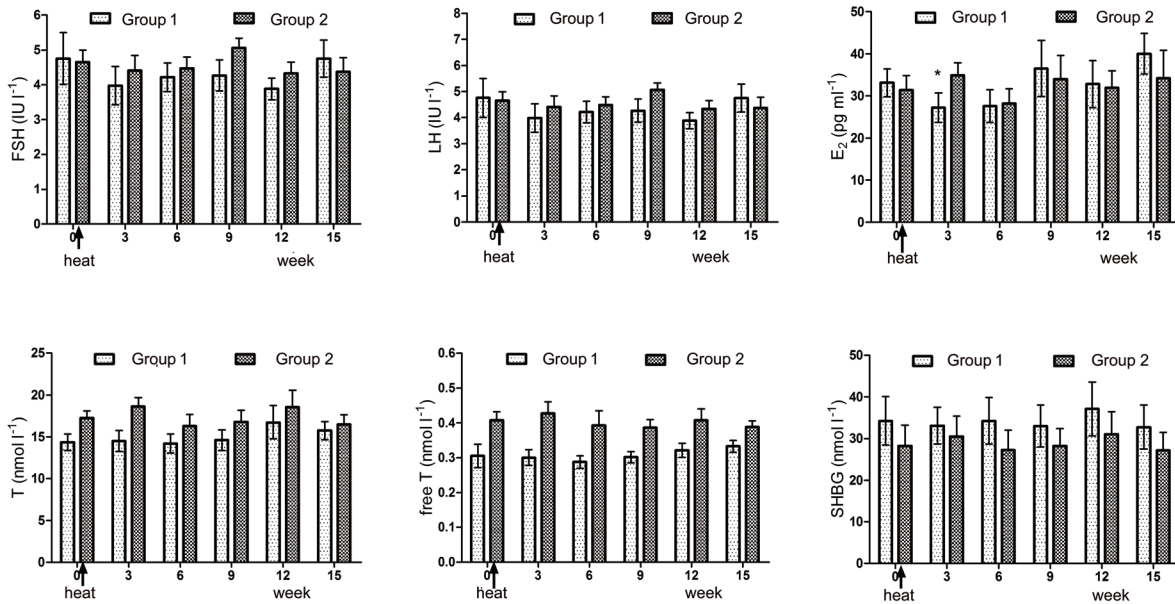 Group 1 Group 2
FSH (IU l⁻¹)
6
5
4
3
2
1
0
0 3 6 9 12 15
heat week
Group 1 Group 2
LH (IU l⁻¹)
8
7
6
5
4
3
2
1
0
0 3 6 9 12 15
heat week
Group 1 Group 2
E₂ (pg ml⁻¹)
50
40
30
20
10
0
*
0 3 6 9 12 15
heat week
Group 1 Group 2
T (nmol l⁻¹)
25
20
15
10
5
0
0 3 6 9 12 15
heat week
Group 1 Group 2
free T (nmol l⁻¹)
0.6
0.5
0.4
0.3
0.2
0.1
0.0
0 3 6 9 12 15
heat week
Group 1 Group 2
SHBG (nmol l⁻¹)
50
40
30
20
10
0
0 3 6 9 12 15
heat week